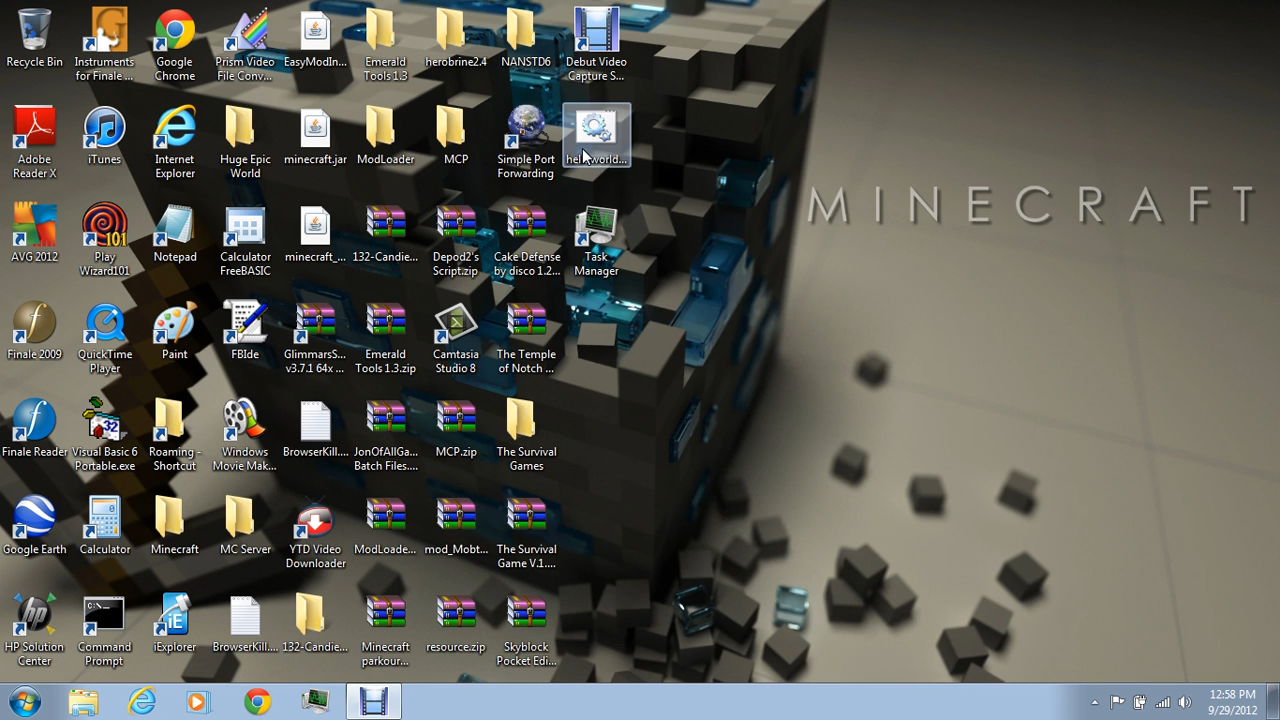 Recycle Bin
Instruments
for Finale ...
Google
Chrome
Prism Video
File Conv...
EasyModIn...
Emerald
Tools 1.3
herobrine2.4
NANSTD6
Debut Video
Capture S...
Adobe
Reader X
iTunes
Internet
Explorer
Huge Epic
World
minecraft.jar
ModLoader
MCP
Simple Port
Forwarding
MINECRAFT
AVG 2012
Play
Wizard101
101
Notepad
Calculator
FreeBASIC
minecraft_...
132-Candie...
Depod2's
Script.zip
Cake Defense
by disco 1.2...
Task
Manager
Finale 2009
QuickTime
Player
Paint
FBIde
GlimmarsS...
v3.7.1 64x ...
Emerald
Tools 1.3.zip
Camtasia
Studio 8
The Temple
of Notch ...
Finale Reader
Visual Basic 6
Portable.exe
32
Roaming -
Shortcut
Windows
Movie Mak...
BrowserKill....
JonOfAllGa...
Batch Files....
MCP.zip
The Survival
Games
Google Earth
Calculator
Minecraft
MC Server
YTD Video
Downloader
ModLoade...
mod_Mobt...
The Survival
Game V.1....
HP Solution
Center
Command
Prompt
iExplorer
BrowserKill....
132-Candie...
Minecraft
parkour...
resource.zip
Skyblock
Pocket Edi...
12:58 PM
9/29/2012